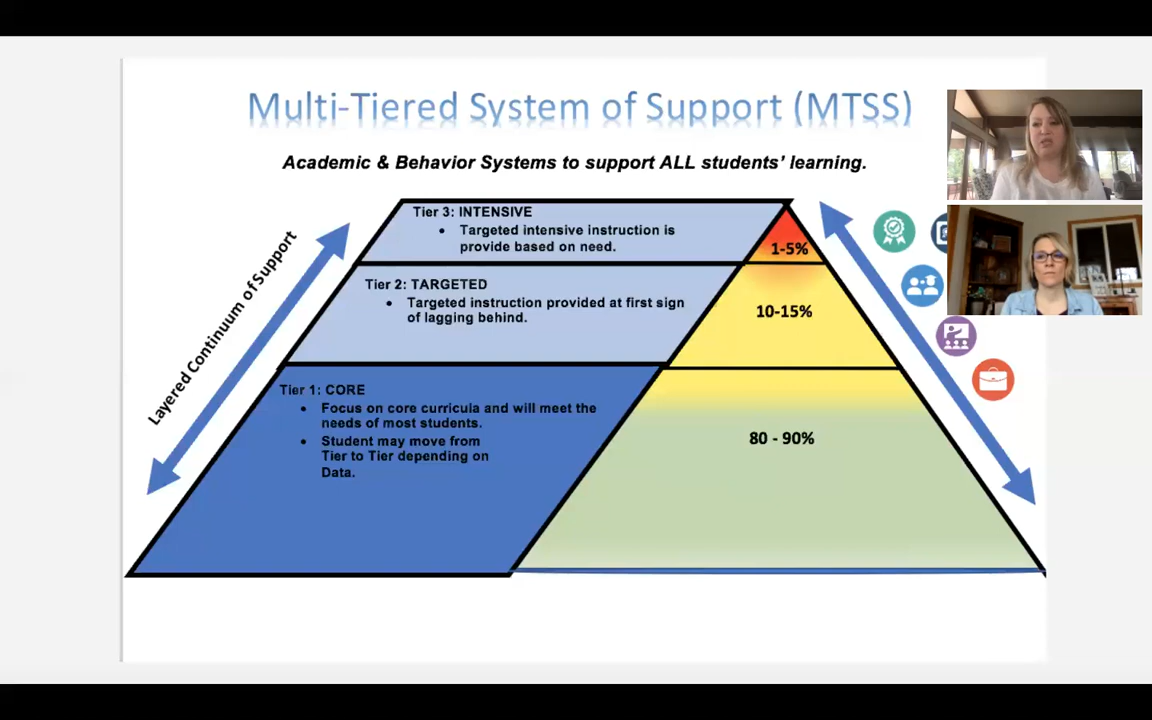 Multi-Tiered System of Support (MTSS)
Academic & Behavior Systems to support ALL students' learning.
Layered Continuum of Support
Tier 3: INTENSIVE
• Targeted intensive instruction is
provide based on need.
1-5%
Tier 2: TARGETED
• Targeted instruction provided at first sign
of lagging behind.
10-15%
Tier 1: CORE
• Focus on core curricula and will meet the
needs of most students.
• Student may move from
Tier to Tier depending on
Data.
80 - 90%